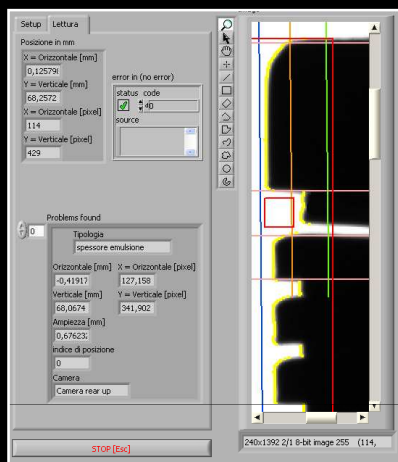 Setup Lettura
Posizione in mm
X = Orizzontale [mm]
0,12579
Y = Verticale [mm]
68,2572
X = Orizzontale [pixel]
114
Y = Verticale [pixel]
429
error in (no error)
status code
0
source
Problems found
0
Tipologia
spessore emulsione
Orizzontale [mm] X = Orizzontale [pixel]
-0,41917 127,158
Verticale [mm] Y = Verticale [pixel]
68,0674 341,902
Ampiezza [mm]
0,67623
indice di posizione
0
Camera
Camera rear up
STOP [Esc]
240x1392 2/1 8-bit image 255 (114,